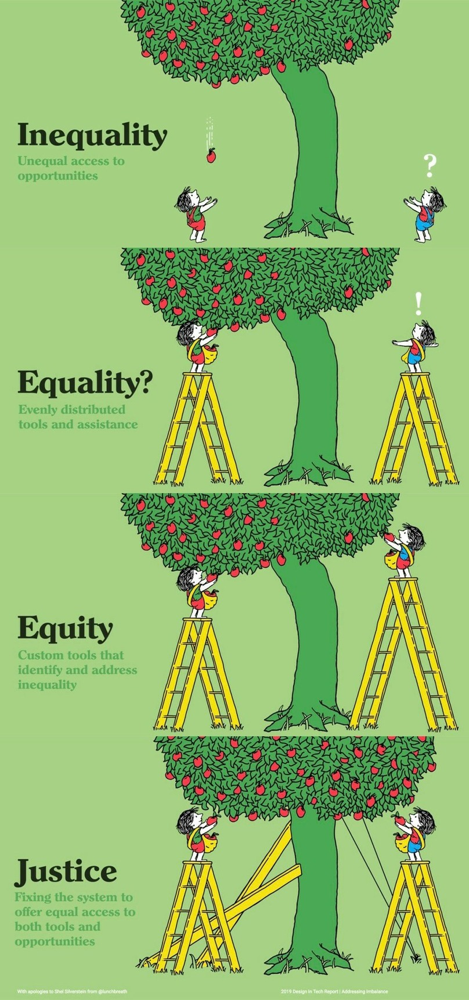 Inequality
Unequal access to
opportunities
?
!
Equality?
Evenly distributed
tools and assistance
Equity
Custom tools that
identify and address
inequality
Justice
Fixing the system to
offer equal access to
both tools and
opportunities
With apologies to Shel Silverstein from @lunchbreath
2019 Design In Tech Report | Addressing Imbalance